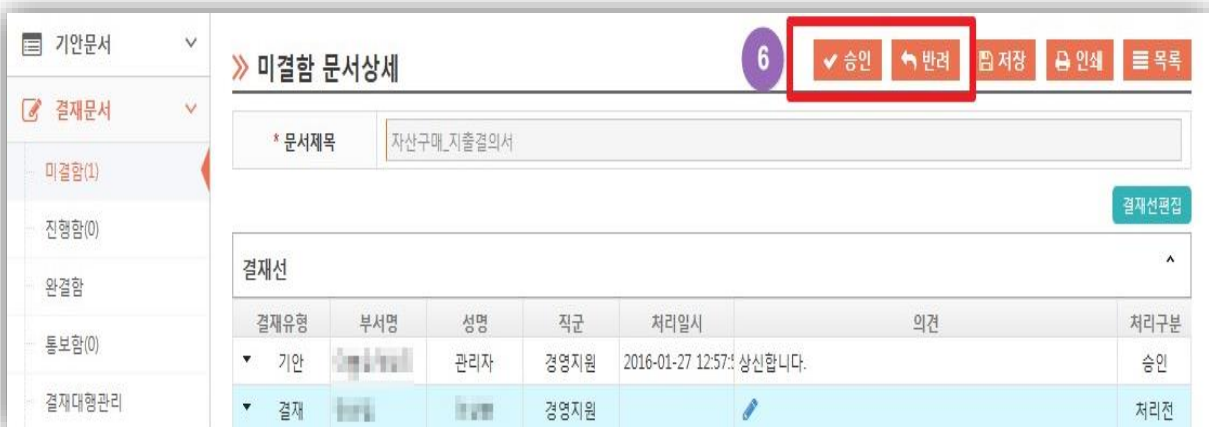 기안문서
결재문서
미결함(1)
진행함(0)
완결함
통보함(0)
결재대행관리
미결함 문서상세
6
승인 반려 저장 인쇄 목록
* 문서제목 자산구매_지출결의서
결재선편집
결재선
결재유형 부서명 성명 직군 처리일시 의견 처리구분
기안 관리자 경영지원 2016-01-27 12:57: 상신합니다. 승인
결재 경영지원 처리전